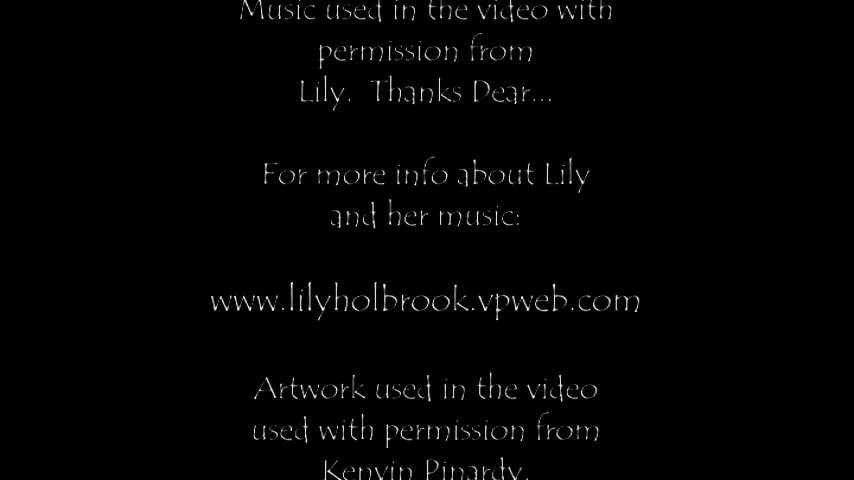 Music used in the video with
permission from
Lily. Thanks Dear...
For more info about Lily
and her music:
www.lilyholbrook.vpweb.com
Artwork used in the video
used with permission from
Kenvin Pinardy.